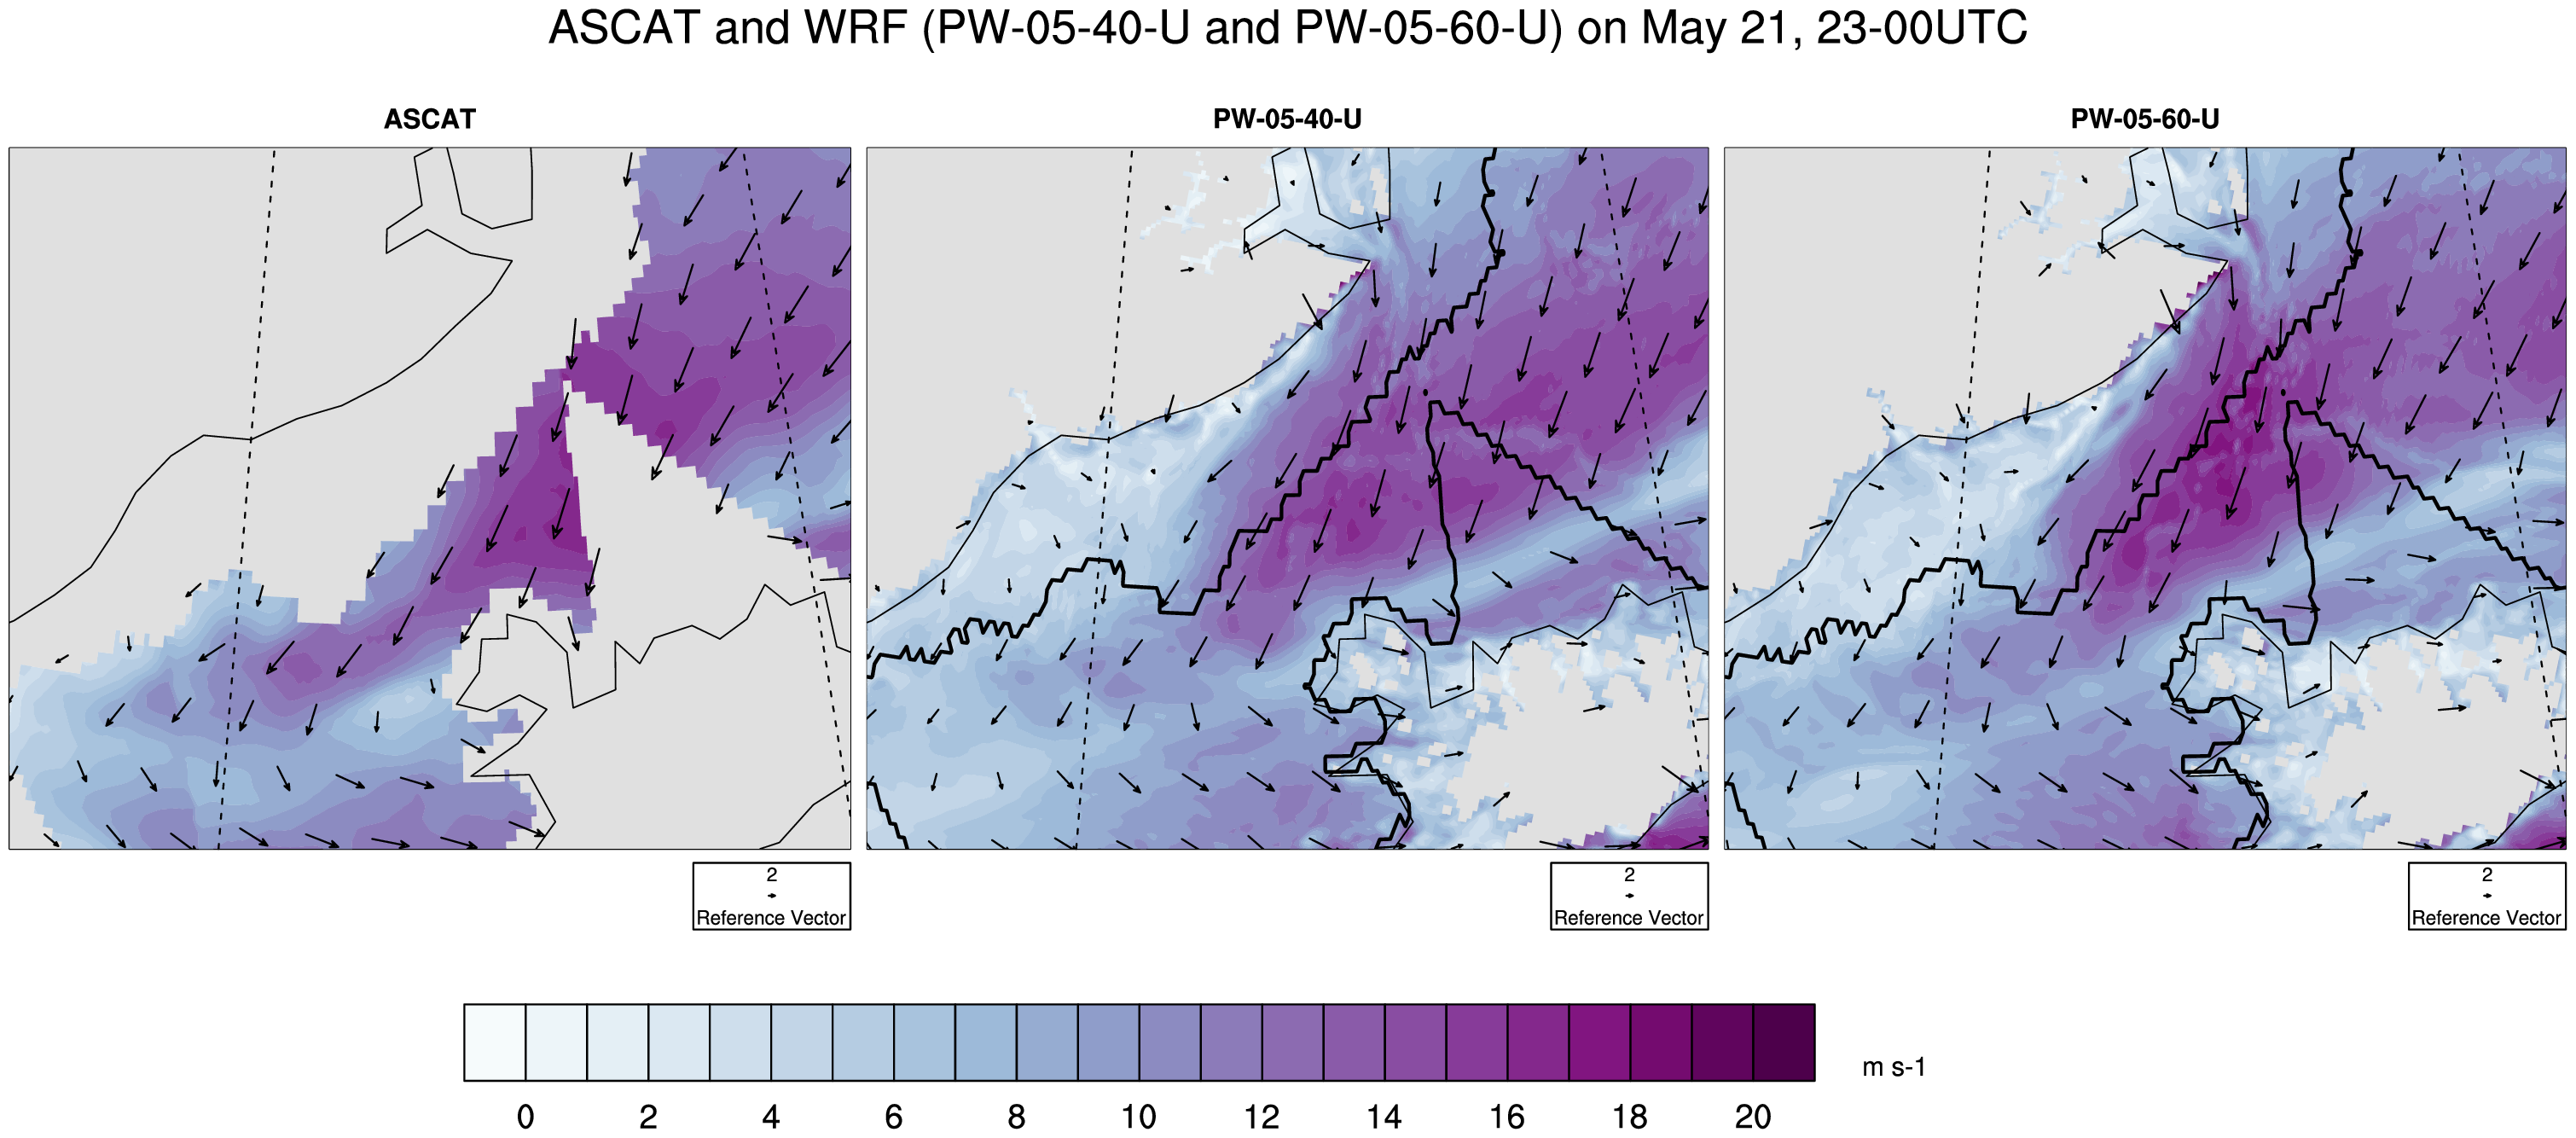 ASCAT and WRF (PW-05-40-U and PW-05-60-U) on May 21, 23-00UTC
ASCAT
PW-05-40-U
PW-05-60-U
2
Reference Vector
2
Reference Vector
2
Reference Vector
m s-1
0 2 4 6 8 10 12 14 16 18 20